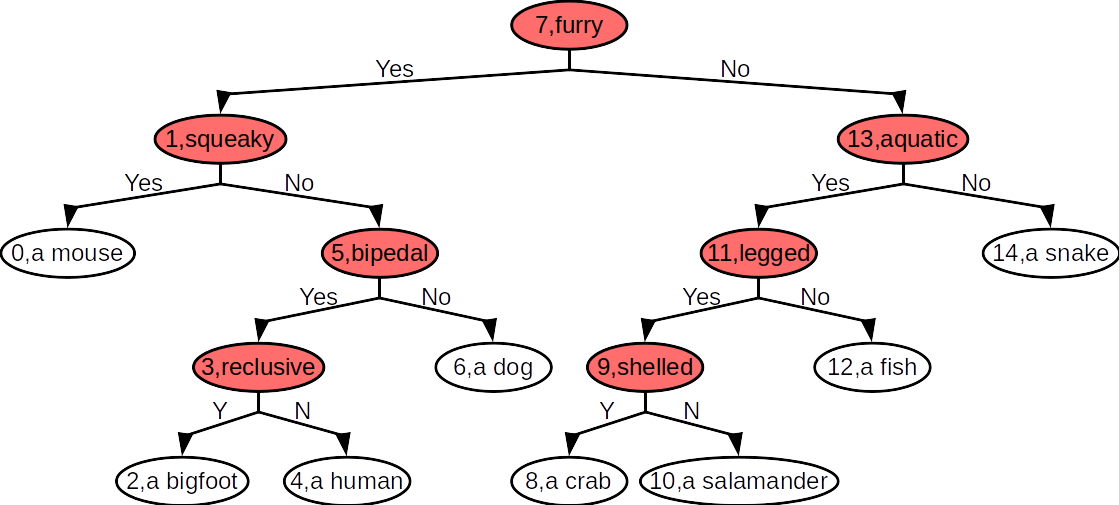 7,furry
Yes
No
1,squeaky
13,aquatic
Yes
No
Yes
No
0,a mouse
5,bipedal
11,legged
14,a snake
Yes
No
Yes
No
3,reclusive
6,a dog
9,shelled
12,a fish
Y
N
Y
N
2,a bigfoot
4,a human
8,a crab
10,a salamander